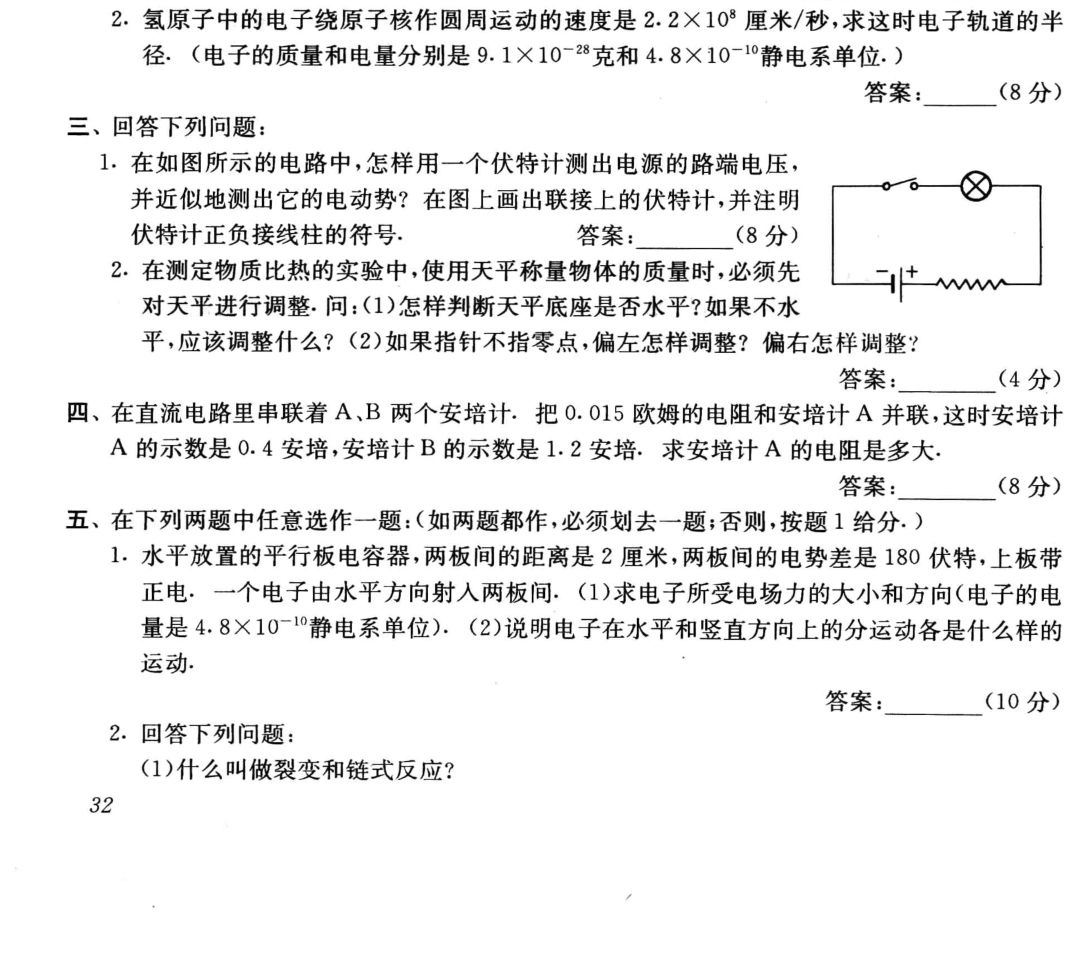 2. 氢原子中的电子绕原子核作圆周运动的速度是 2.2×10⁸ 厘米/秒,求这时电子轨道的半
径. (电子的质量和电量分别是 9.1×10⁻²⁸克和 4.8×10⁻¹⁰静电系单位.)
答案:______(8 分)
三、回答下列问题:
1. 在如图所示的电路中,怎样用一个伏特计测出电源的路端电压,
并近似地测出它的电动势? 在图上画出联接上的伏特计,并注明
伏特计正负接线柱的符号. 答案:________(8 分)
− +
2. 在测定物质比热的实验中,使用天平称量物体的质量时,必须先
对天平进行调整. 问:(1)怎样判断天平底座是否水平?如果不水
平,应该调整什么? (2)如果指针不指零点,偏左怎样调整? 偏右怎样调整?
答案:________(4 分)
四、在直流电路里串联着 A、B 两个安培计. 把 0.015 欧姆的电阻和安培计 A 并联,这时安培计
A 的示数是 0.4 安培,安培计 B 的示数是 1.2 安培. 求安培计 A 的电阻是多大.
答案:________(8 分)
五、在下列两题中任意选作一题:(如两题都作,必须划去一题;否则,按题 1 给分.)
1. 水平放置的平行板电容器,两板间的距离是 2 厘米,两板间的电势差是 180 伏特,上板带
正电. 一个电子由水平方向射入两板间. (1)求电子所受电场力的大小和方向(电子的电
量是 4.8×10⁻¹⁰静电系单位). (2)说明电子在水平和竖直方向上的分运动各是什么样的
运动.
答案:________(10 分)
2. 回答下列问题:
(1)什么叫做裂变和链式反应?
32